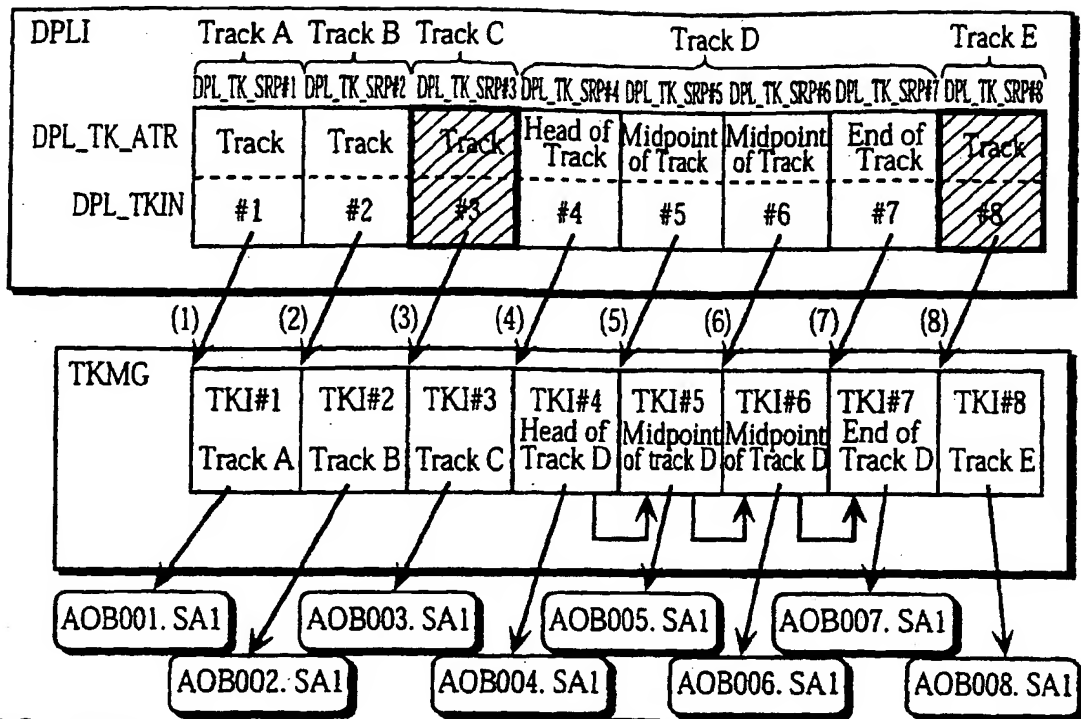 DPLI Track A Track B Track C Track D Track E
DPL_TK_SRP#1 DPL_TK_SRP#2 DPL_TK_SRP#3 DPL_TK_SRP#4 DPL_TK_SRP#5 DPL_TK_SRP#6 DPL_TK_SRP#7 DPL_TK_SRP#8
DPL_TK_ATR Track Track Track Head of Track Midpoint of Track Midpoint of Track End of Track Track
DPL_TKIN #1 #2 #3 #4 #5 #6 #7 #8
(1) (2) (3) (4) (5) (6) (7) (8)
TKMG
TKI#1 TKI#2 TKI#3 TKI#4 TKI#5 TKI#6 TKI#7 TKI#8
Head of Midpoint Midpoint End of
Track A Track B Track C Track D of track D of Track D Track D Track E
AOB001. SA1 AOB003. SA1 AOB005. SA1 AOB007. SA1
AOB002. SA1 AOB004. SA1 AOB006. SA1 AOB008. SA1